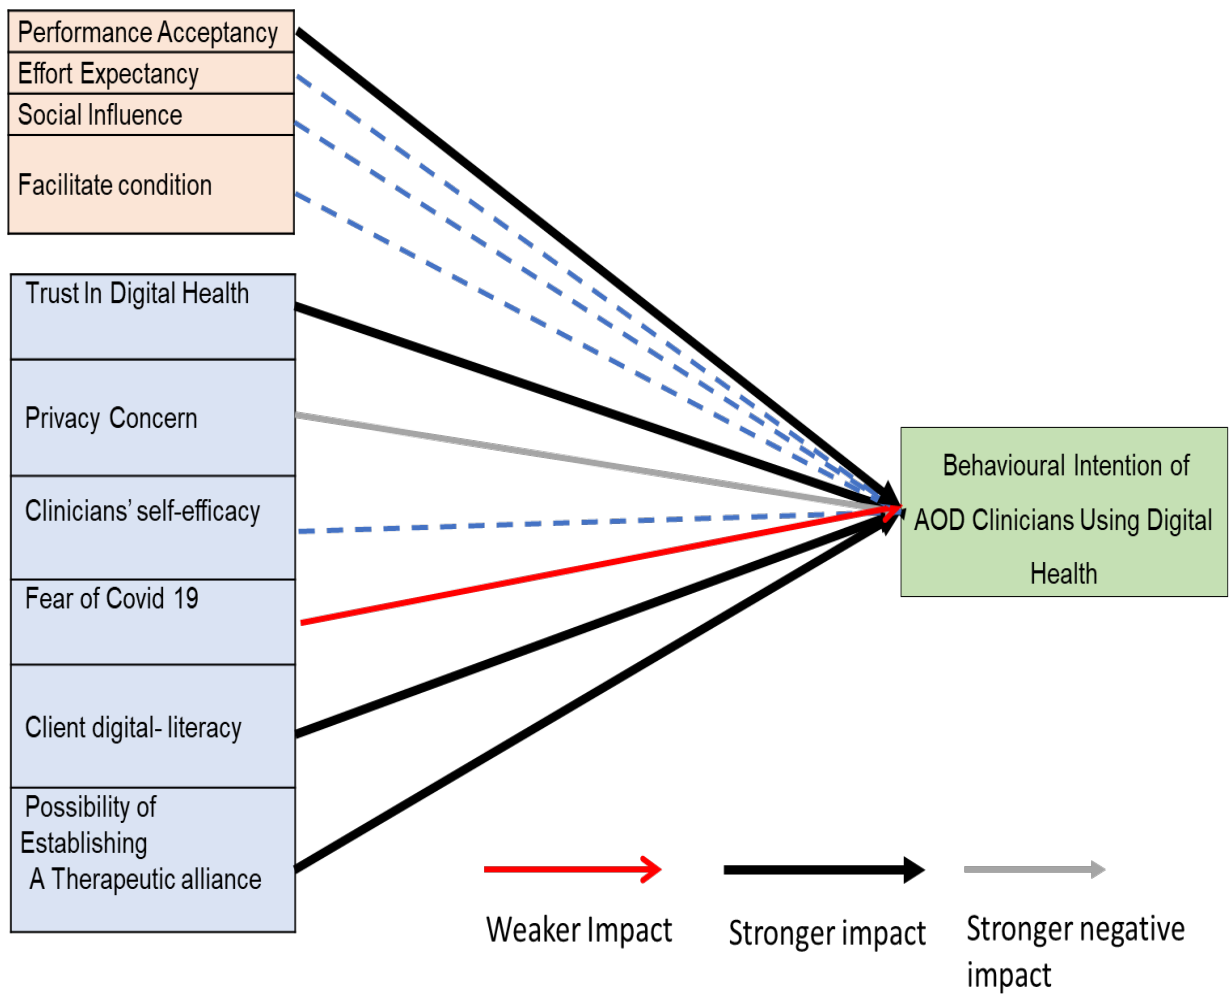 Performance Acceptancy
Effort Expectancy
Social Influence
Facilitate condition
Trust In Digital Health
Privacy Concern
Clinicians’ self-efficacy
Fear of Covid 19
Client digital- literacy
Possibility of
Establishing
A Therapeutic alliance
Behavioural Intention of
AOD Clinicians Using Digital
Health
Weaker Impact
Stronger impact
Stronger negative
impact